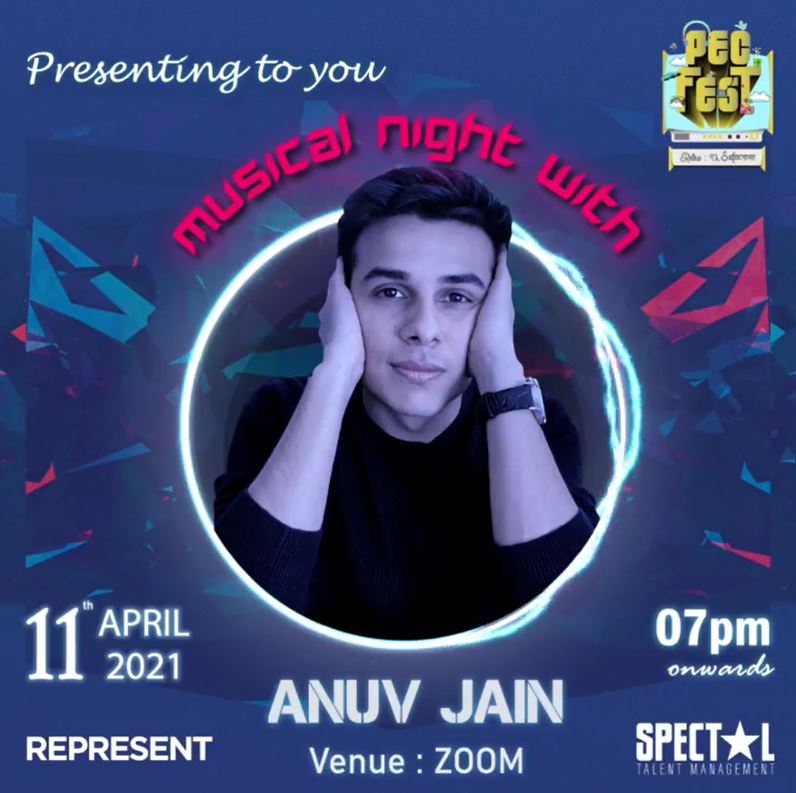 Presenting to you
PEC
FEST
musical night with
11th APRIL
2021
07pm
onwards
ANUV JAIN
REPRESENT
Venue : ZOOM
SPECT★L
TALENT MANAGEMENT